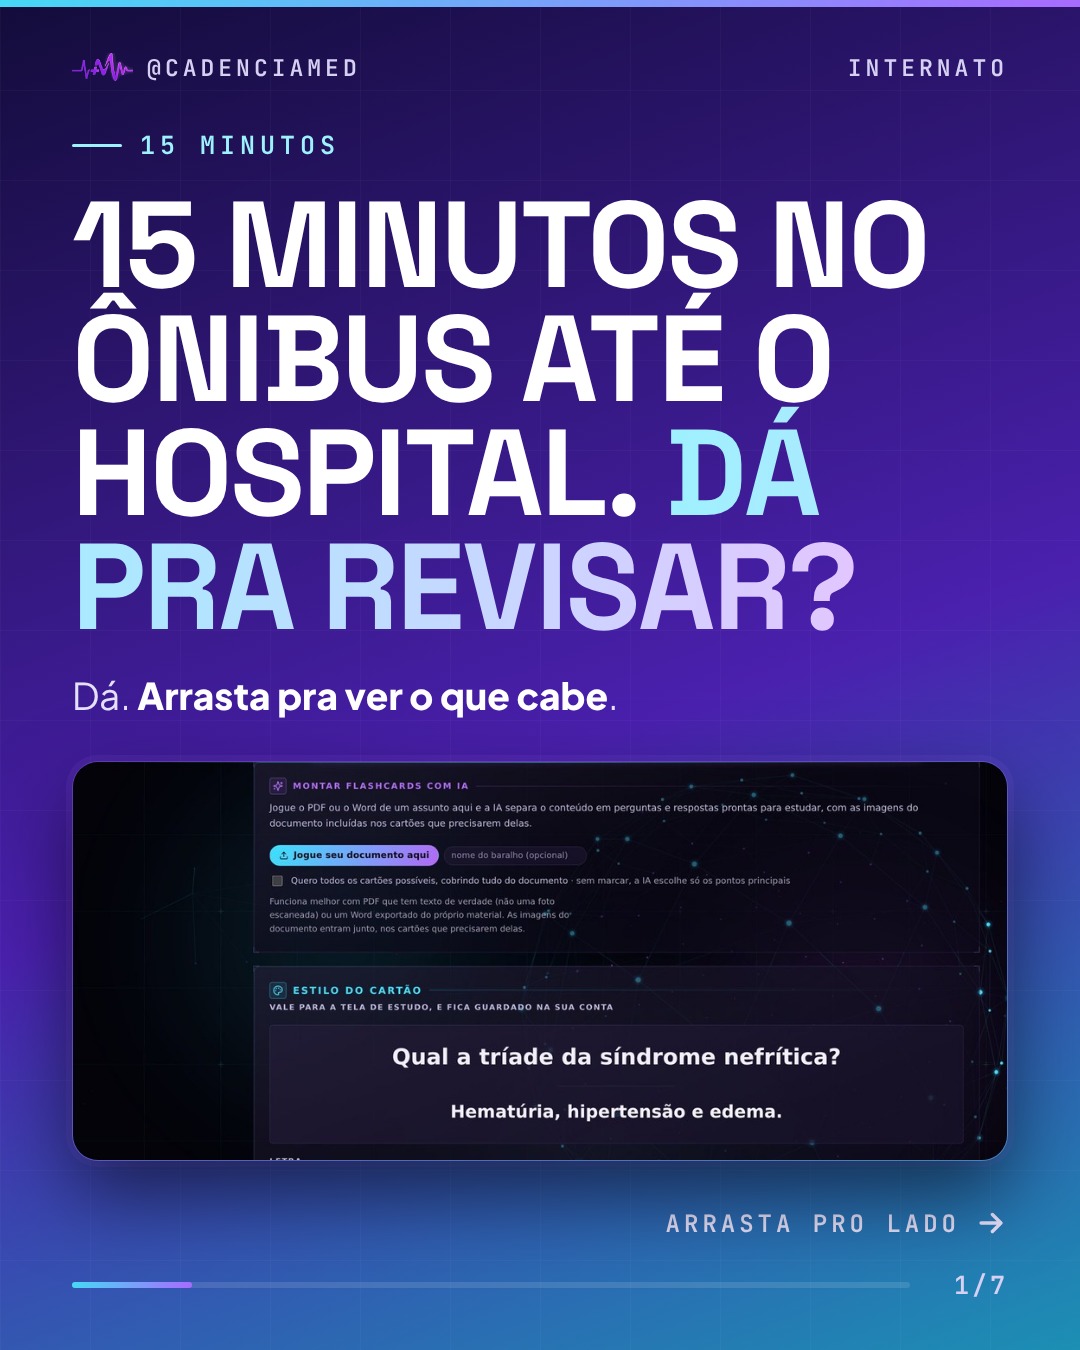 @CADENCIAMED
INTERNATO
15 MINUTOS
15 MINUTOS NO
ÔNIBUS ATÉ O
HOSPITAL. DÁ
PRA REVISAR?
Dá. Arrasta pra ver o que cabe.
MONTAR FLASHCARDS COM IA
Jogue o PDF ou o Word de um assunto aqui e a IA separa o conteúdo em perguntas e respostas prontas para estudar, com as imagens do
documento incluídas nos cartões que precisarem delas.
Jogue seu documento aqui
nome do baralho (opcional)
Quero todos os cartões possíveis, cobrindo tudo do documento · sem marcar, a IA escolhe só os pontos principais
Funciona melhor com PDF que tem texto de verdade (não uma foto
escaneada) ou um Word exportado do próprio material. As imagens do
documento entram junto, nos cartões que precisarem delas.
ESTILO DO CARTÃO
VALE PARA A TELA DE ESTUDO, E FICA GUARDADO NA SUA CONTA
Qual a tríade da síndrome nefrítica?
Hematúria, hipertensão e edema.
ARRASTA PRO LADO →
1/7